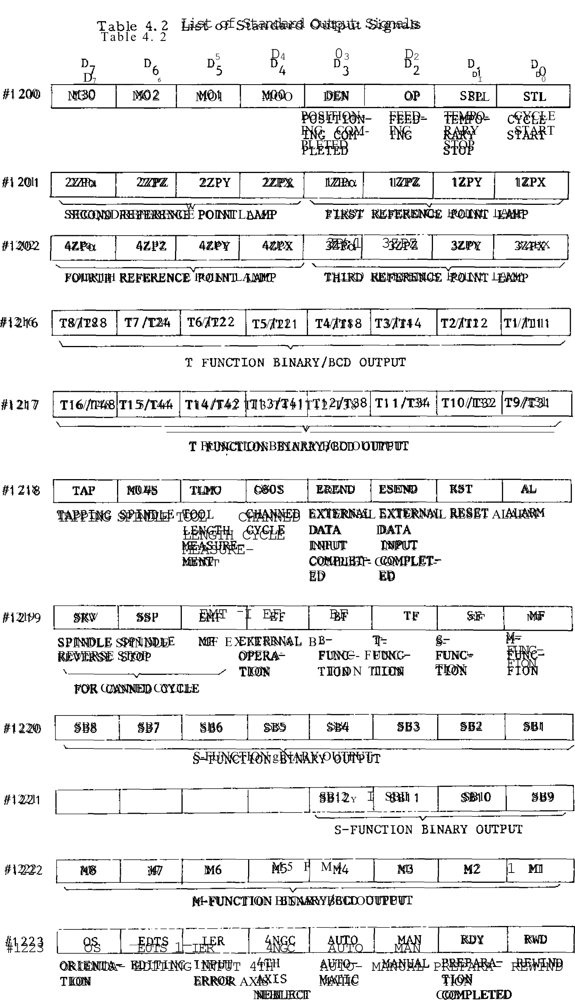 Table 4.2 List of Standard Output Signals
D7 D6 D5 D4 D3 D2 D1 D0
#1200 M30 M02 M01 M00 DEN OP SPL STL
POSITION- FEED- TEMPO- CYCLE
ING COM- ING RARY START
PLETED STOP
#1201 2ZPα 2ZPZ 2ZPY 2ZPX 1ZPα 1ZPZ 1ZPY 1ZPX
SECOND REFERENCE POINT LAMP FIRST REFERENCE POINT LAMP
#1202 4ZPα 4ZPZ 4ZPY 4ZPX 3ZPα 3ZPZ 3ZPY 3ZPX
FOURTH REFERENCE POINT LAMP THIRD REFERENCE POINT LAMP
#1216 T8/T28 T7/T24 T6/T22 T5/T21 T4/T18 T3/T14 T2/T12 T1/T11
T FUNCTION BINARY/BCD OUTPUT
#1217 T16/T48 T15/T44 T14/T42 T13/T41 T12/T38 T11/T34 T10/T32 T9/T31
T FUNCTION BINARY/BCD OUTPUT
#1218 TAP M04S TLMO G80S EREND ESEND RST AL
TAPPING SPINDLE TOOL CHANNED EXTERNAL EXTERNAL RESET ALARM
LENGTH CYCLE DATA DATA
MEASURE- INPUT INPUT
MENT COMPLET- COMPLET-
ED ED
#1219 SRV SSP EMF EF BF TF SF MF
SPINDLE SPINDLE MF EXTERNAL B- T- S- M-
REVERSE STOP OPERA- FUNC- FUNC- FUNC- FUNC-
TION TION TION TION FION
FOR CANNED CYCLE
#1220 SB8 SB7 SB6 SB5 SB4 SB3 SB2 SB1
S-FUNCTION BINARY OUTPUT
#1221 SB12 SB11 SB10 SB9
S-FUNCTION BINARY OUTPUT
#1222 M8 M7 M6 M5 M4 M3 M2 M1
M-FUNCTION BINARY/BCD OUTPUT
#1223 OS EDTS IER 4NGC AUTO MAN RDY RWD
ORIENTA- EDITING INPUT 4TH AUTO- MANUAL PREPARA- REWIND
TION ERROR AXIS MATIC TION
NEBLECT COMPLETED